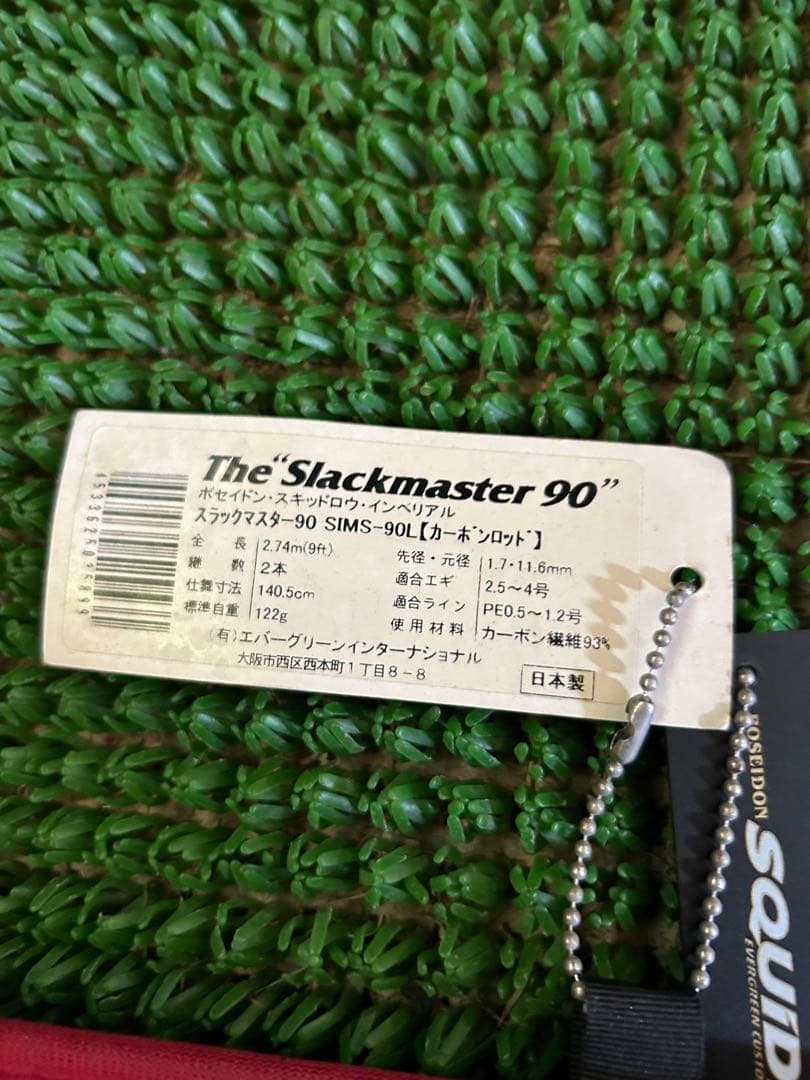 The "Slackmaster 90"
ポセイドン・スキッドロウ・インペリアル
スラックマスター90 SIMS-90L【カーボンロッド】
全長 2.74m(9ft)
継数 2本
仕舞寸法 140.5cm
標準自重 122g
先径・元径 1.7・11.6mm
適合エギ 2.5～4号
適合ライン PE0.5～1.2号
使用材料 カーボン繊維93%
(有)エバーグリーンインターナショナル
大阪市西区西本町1丁目8-8
日本製
POSEIDON
SQUID
EVERGREEN